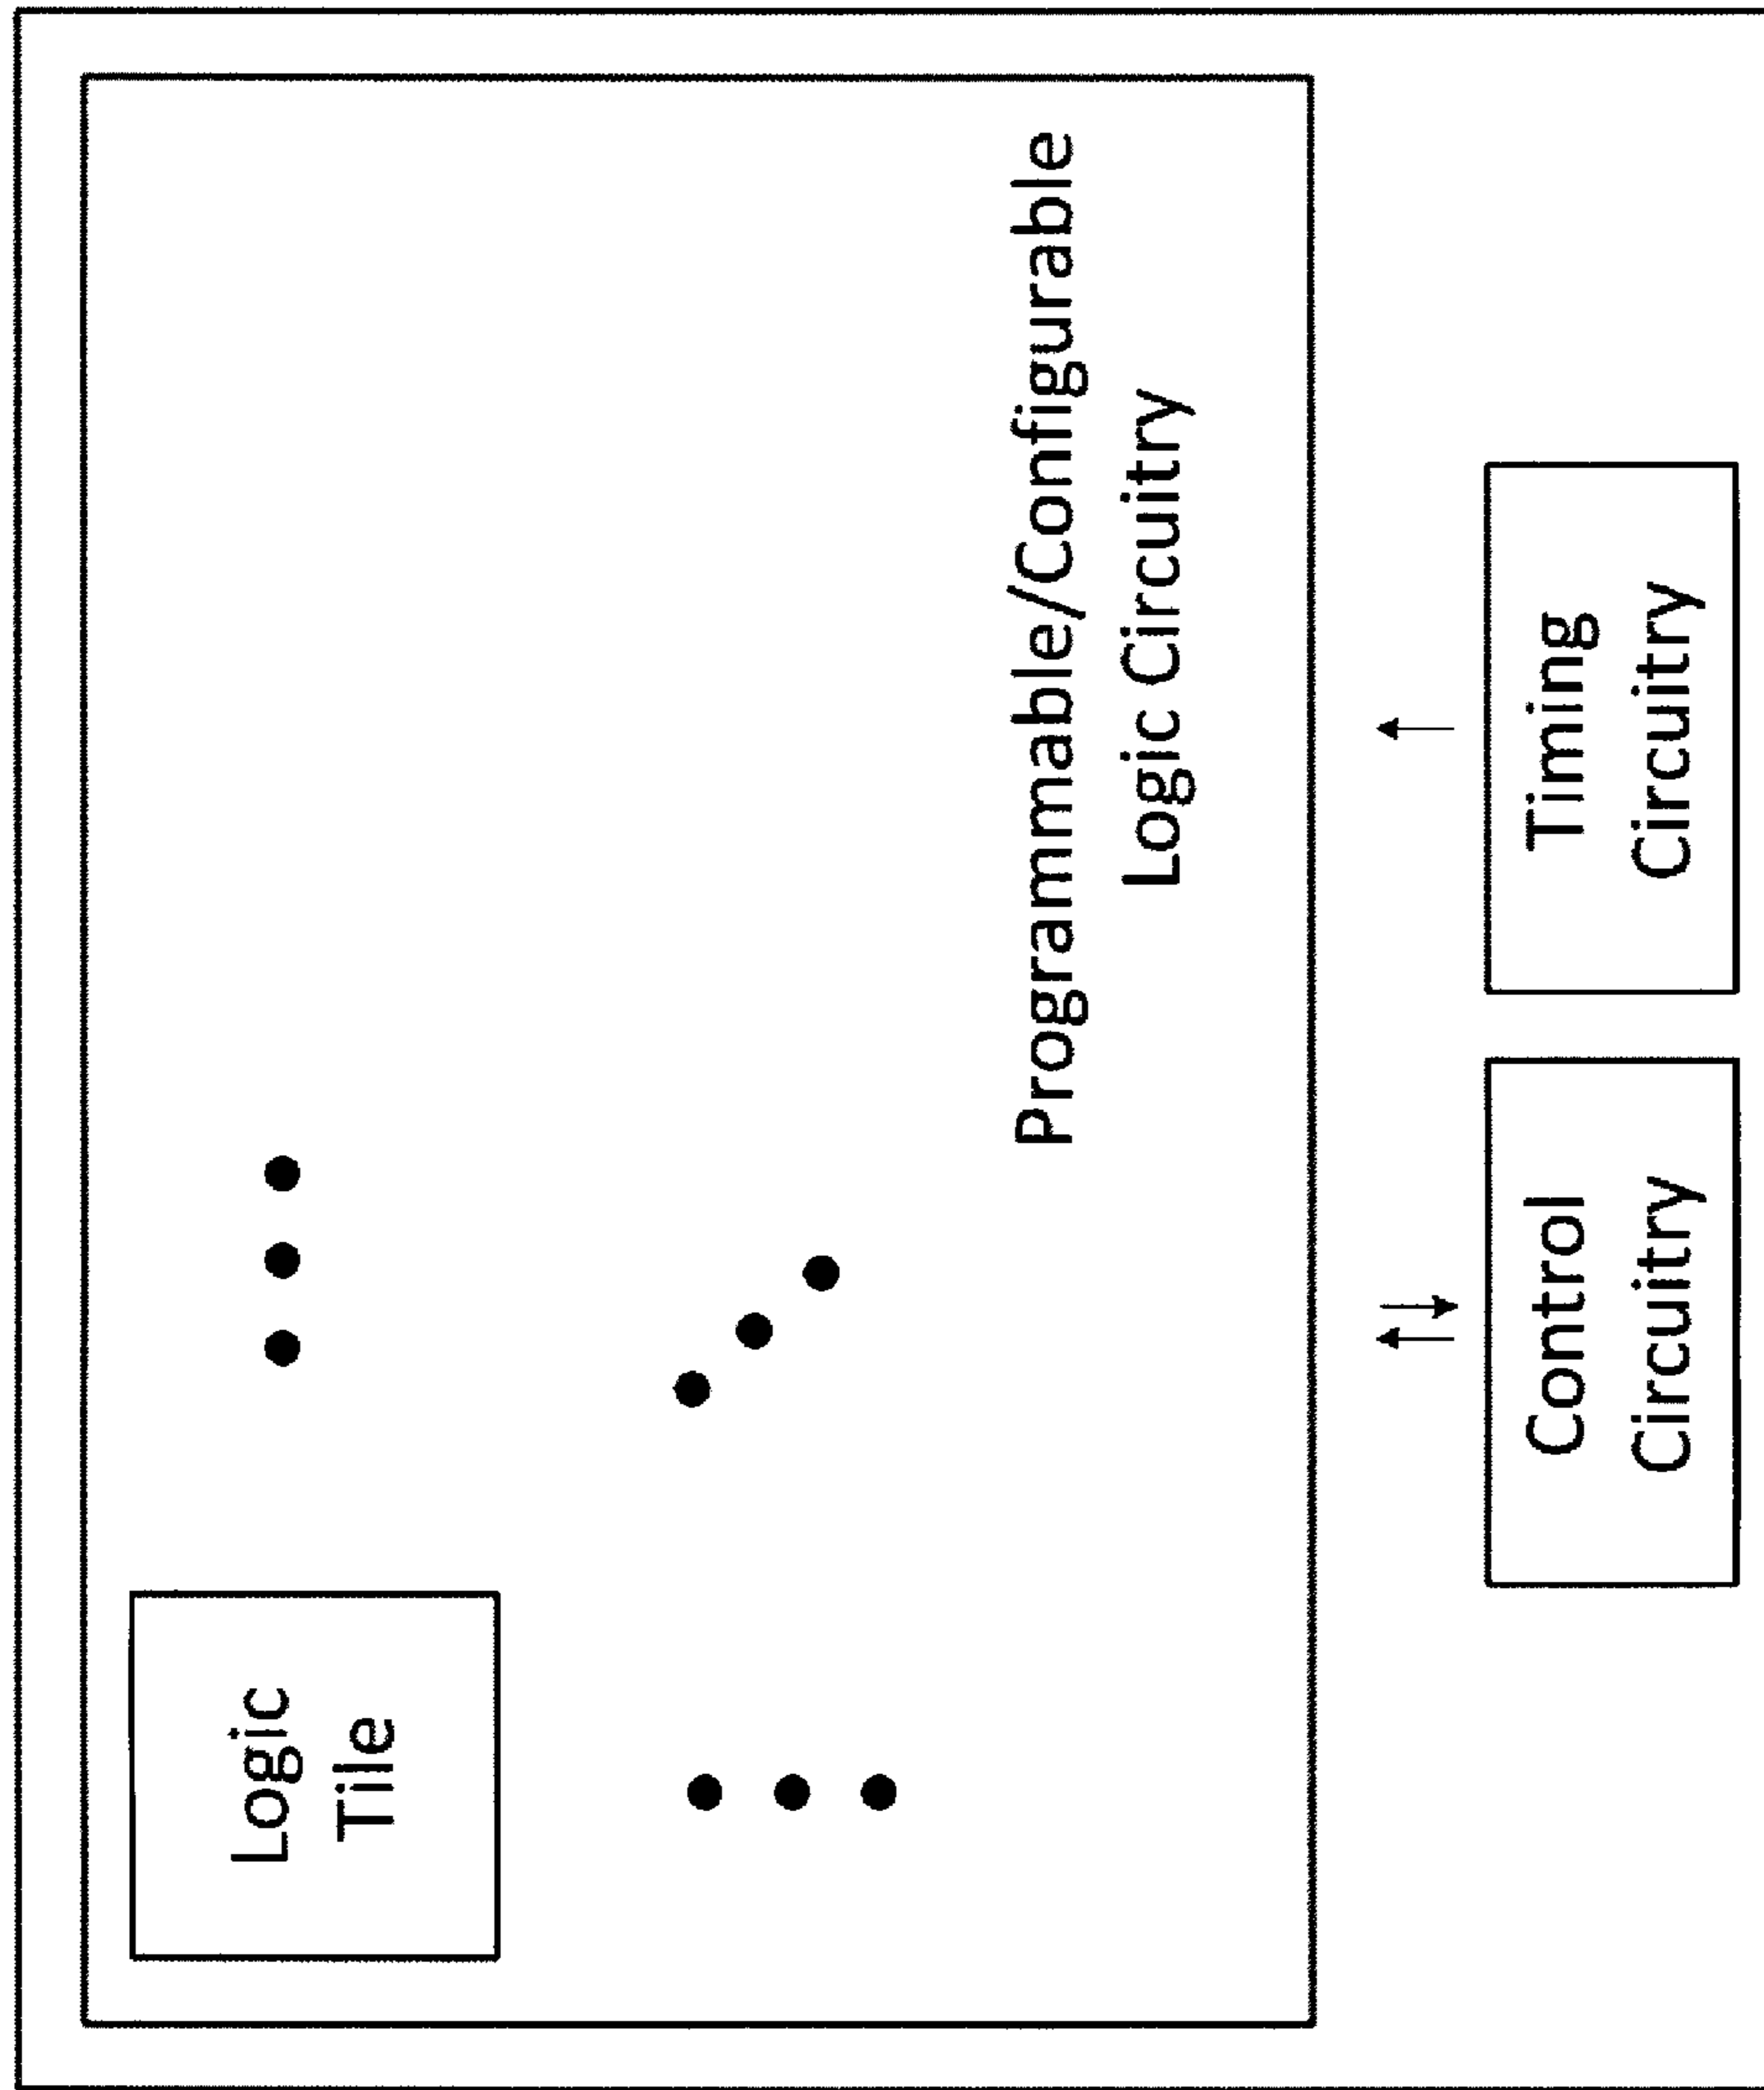 Logic
Tile
Programmable/Configurable
Logic Circuitry
Control
Circuitry
Timing
Circuitry